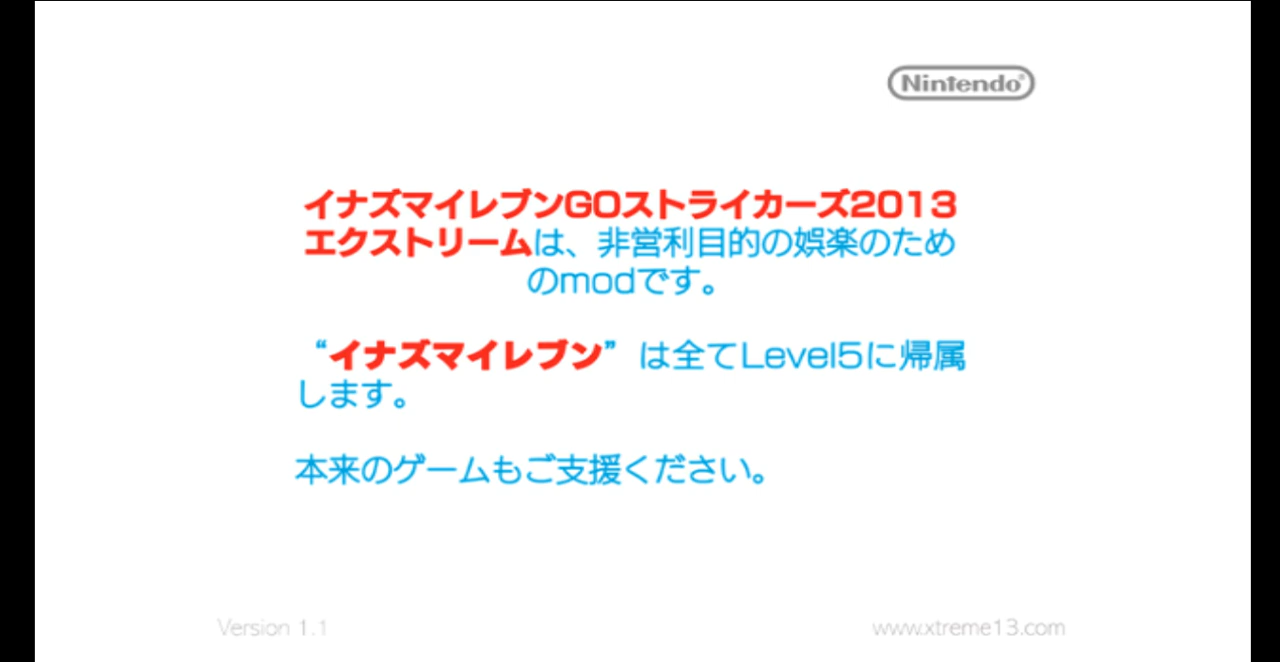 Nintendo®
イナズマイレブンGOストライカーズ2013
エクストリームは、非営利目的の娯楽のため
のmodです。
“イナズマイレブン”は全てLevel5に帰属
します。
本来のゲームもご支援ください。
Version 1.1
www.xtreme13.com